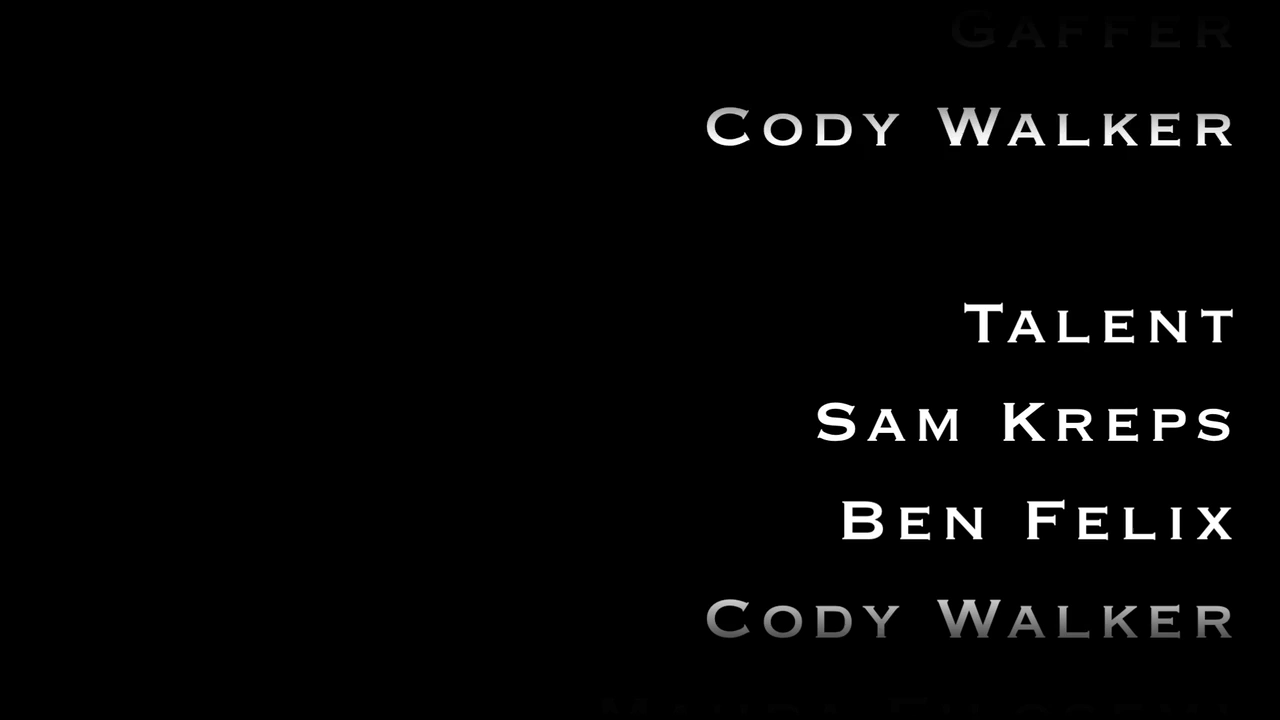 Gaffer
Cody Walker
Talent
Sam Kreps
Ben Felix
Cody Walker